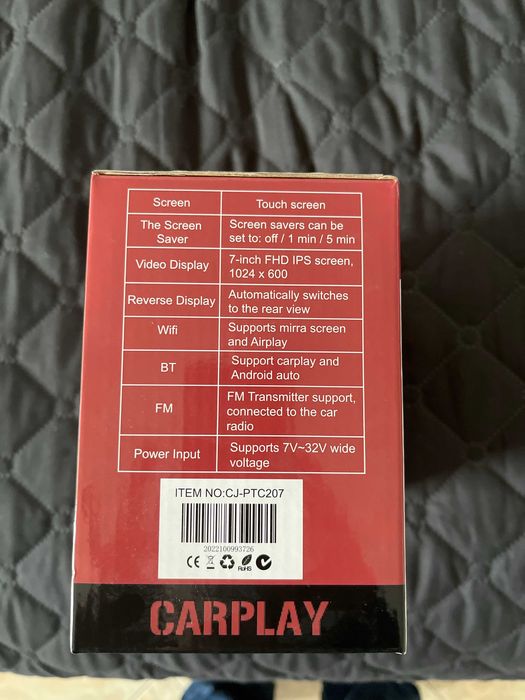 Screen Touch screen
The Screen Saver Screen savers can be
set to: off / 1 min / 5 min
Video Display 7-inch FHD IPS screen,
1024 x 600
Reverse Display Automatically switches
to the rear view
Wifi Supports mirra screen
and Airplay
BT Support carplay and
Android auto
FM FM Transmitter support,
connected to the car
radio
Power Input Supports 7V~32V wide
voltage
ITEM NO:CJ-PTC207
2022100993726
CE RoHS
CARPLAY